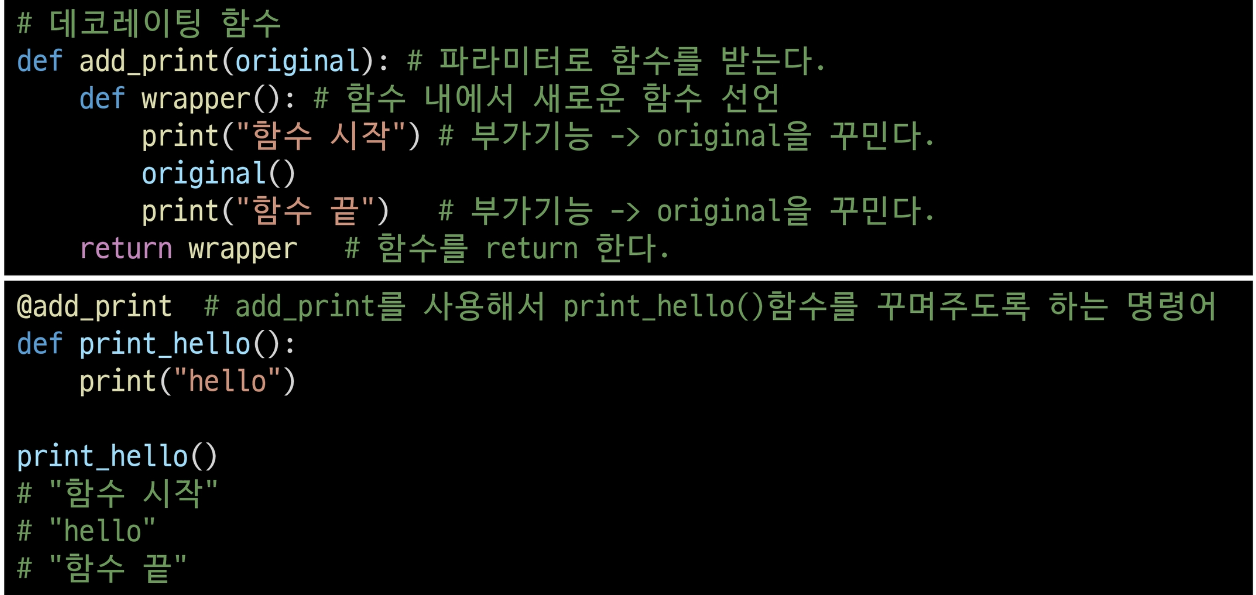 # 데코레이팅 함수
def add_print(original): # 파라미터로 함수를 받는다.
    def wrapper(): # 함수 내에서 새로운 함수 선언
        print("함수 시작") # 부가기능 -> original을 꾸민다.
        original()
        print("함수 끝")   # 부가기능 -> original을 꾸민다.
    return wrapper   # 함수를 return 한다.
@add_print  # add_print를 사용해서 print_hello()함수를 꾸며주도록 하는 명령어
def print_hello():
    print("hello")

print_hello()
# "함수 시작"
# "hello"
# "함수 끝"